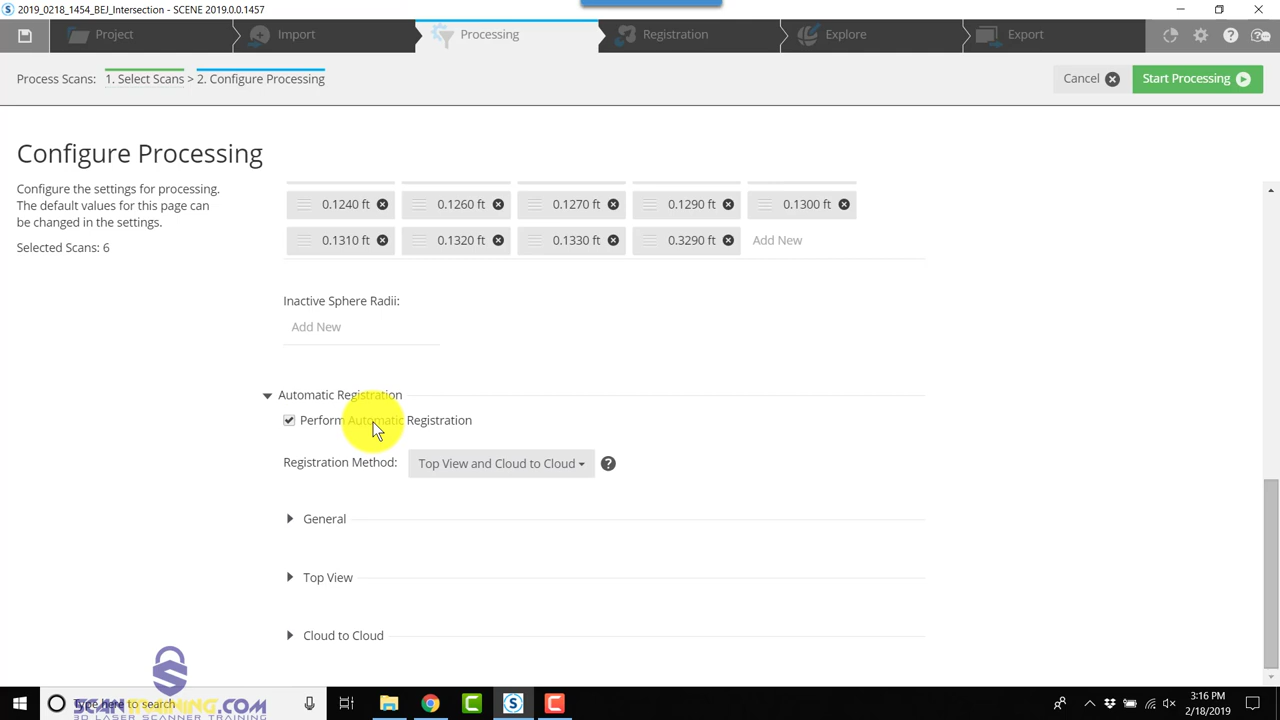 2019_0218_1454_BEJ_Intersection - SCENE 2019.0.0.1457
Project
Import
Processing
Registration
Explore
Export
Process Scans: 1. Select Scans > 2. Configure Processing
Cancel
Start Processing
Configure Processing
Configure the settings for processing.
The default values for this page can
be changed in the settings.
Selected Scans: 6
0.1240 ft 0.1260 ft 0.1270 ft 0.1290 ft 0.1300 ft
0.1310 ft 0.1320 ft 0.1330 ft 0.3290 ft Add New
Inactive Sphere Radii:
Add New
Automatic Registration
Perform Automatic Registration
Registration Method: Top View and Cloud to Cloud
General
Top View
Cloud to Cloud
Type here to search
SCANTRAINING.COM
3D LASER SCANNER TRAINING
3:16 PM
2/18/2019